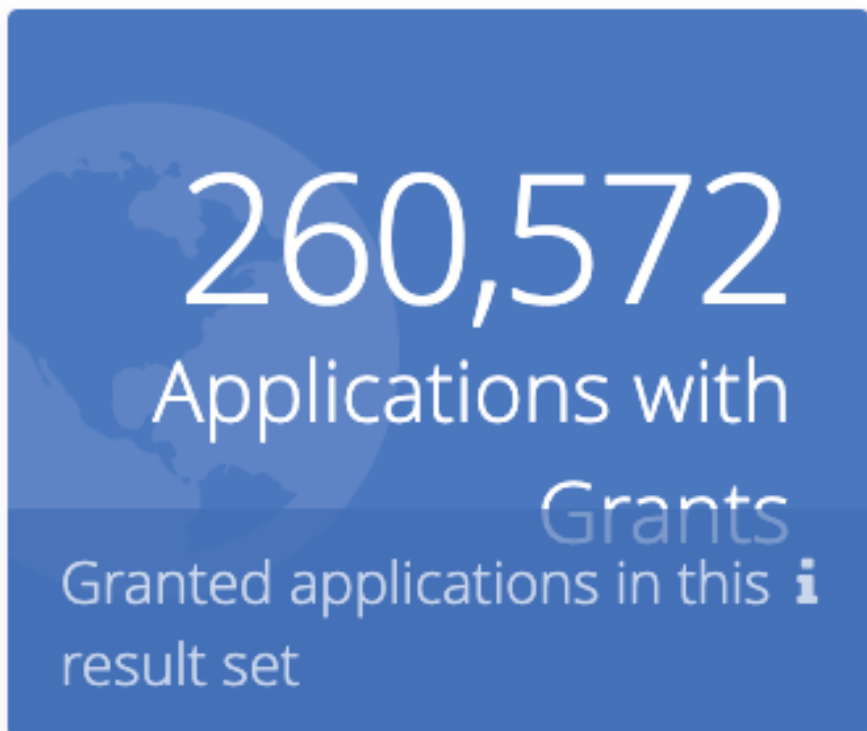 260,572
Applications with
Grants
Granted applications in this i
result set